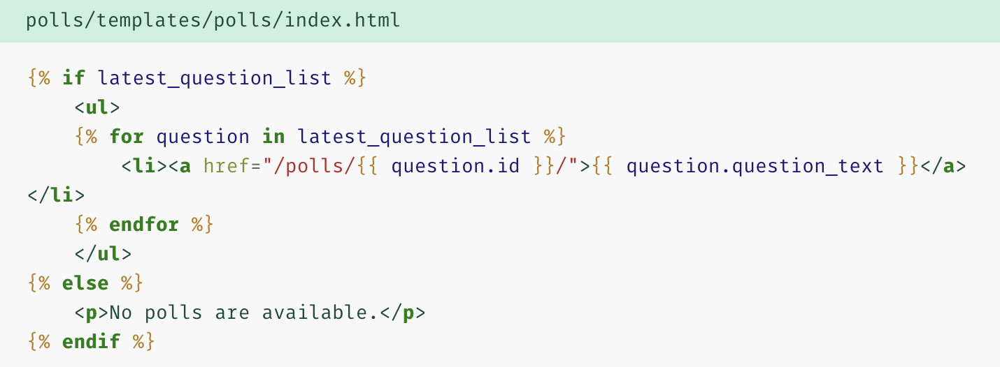 polls/templates/polls/index.html
{% if latest_question_list %}
    <ul>
    {% for question in latest_question_list %}
        <li><a href="/polls/{{ question.id }}/">{{ question.question_text }}</a>
</li>
    {% endfor %}
    </ul>
{% else %}
    <p>No polls are available.</p>
{% endif %}